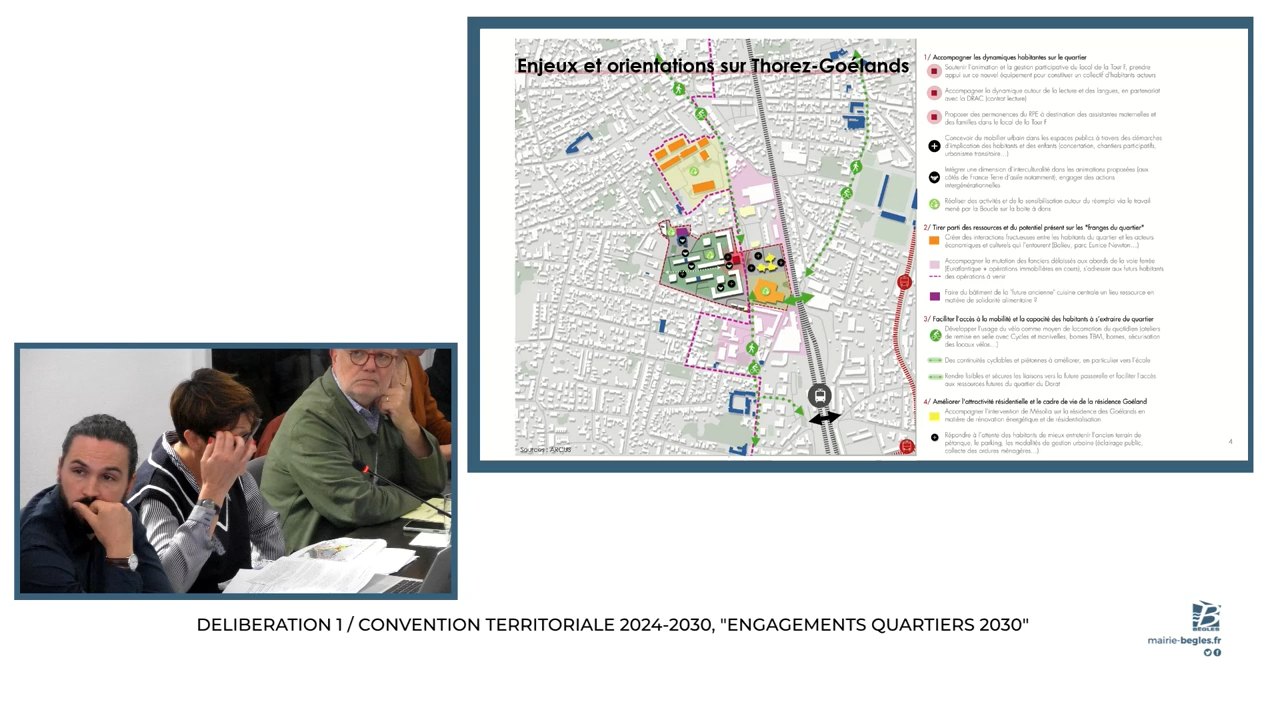 Enjeux et orientations sur Thorez-Goélands
1/ Accompagner les dynamiques habitantes sur le quartier
Soutenir l'animation et la gestion participative du local de la Tour F, prendre
appui sur ce nouvel équipement pour constituer un collectif d'habitants acteurs
Accompagner la dynamique autour de la lecture et des langues, en partenariat
avec la DRAC (contrat lecture)
Proposer des permanences du RPE à destination des assistantes maternelles et
des familles dans le local de la Tour F
Concevoir du mobilier urbain dans les espaces publics à travers des démarches
d'implication des habitants et des enfants (concertation, chantiers participatifs,
urbanisme transitoire...)
Intégrer une dimension d'interculturalité dans les animations proposées (aux
côtés de France Terre d'asile notamment), engager des actions
intergénérationnelles
Réaliser des activités et de la sensibilisation autour du réemploi via le travail
mené par la Boucle sur la boite à dons
2/ Tirer parti des ressources et du potentiel présent sur les "franges du quartier"
Créer des interactions fructueuses entre les habitants du quartier et les acteurs
économiques et culturels qui l'entourent (Bolieu, parc Eunice Newton...)
Accompagner la mutation des fonciers délaissés aux abords de la voie ferrée
(Euratlantique + opérations immobilières en cours), s'adresser aux futurs habitants
des opérations à venir
Faire du bâtiment de la "future ancienne" cuisine centrale en lieu ressource en
matière de solidarité alimentaire ?
3/ Faciliter l'accès à la mobilité et la capacité des habitants à s'extraire du quartier
Développer l'usage du vélo comme moyen de locomotion du quotidien (ateliers
de remise en selle avec Cycles et manivelles, bornes TBM, bornes, sécurisation
des locaux vélos...)
Des continuités cyclables et piétonnes à améliorer, en particulier vers l'école
Rendre lisibles et sécures les liaisons vers la future passerelle et faciliter l'accès
aux ressources futures du quartier du Dorat
4/ Améliorer l'attractivité résidentielle et le cadre de vie de la résidence Goéland
Accompagner l'intervention de Mésolia sur la résidence des Goélands en
matière de rénovation énergétique et de résidentialisation
Répondre à l'attente des habitants de mieux entretenir l'ancien terrain de
pétanque, le parking, les modalités de gestion urbaine (éclairage public,
collecte des ordures ménagères...)
4
DELIBERATION 1 / CONVENTION TERRITORIALE 2024-2030, "ENGAGEMENTS QUARTIERS 2030"
BÈGLES
mairie-begles.fr